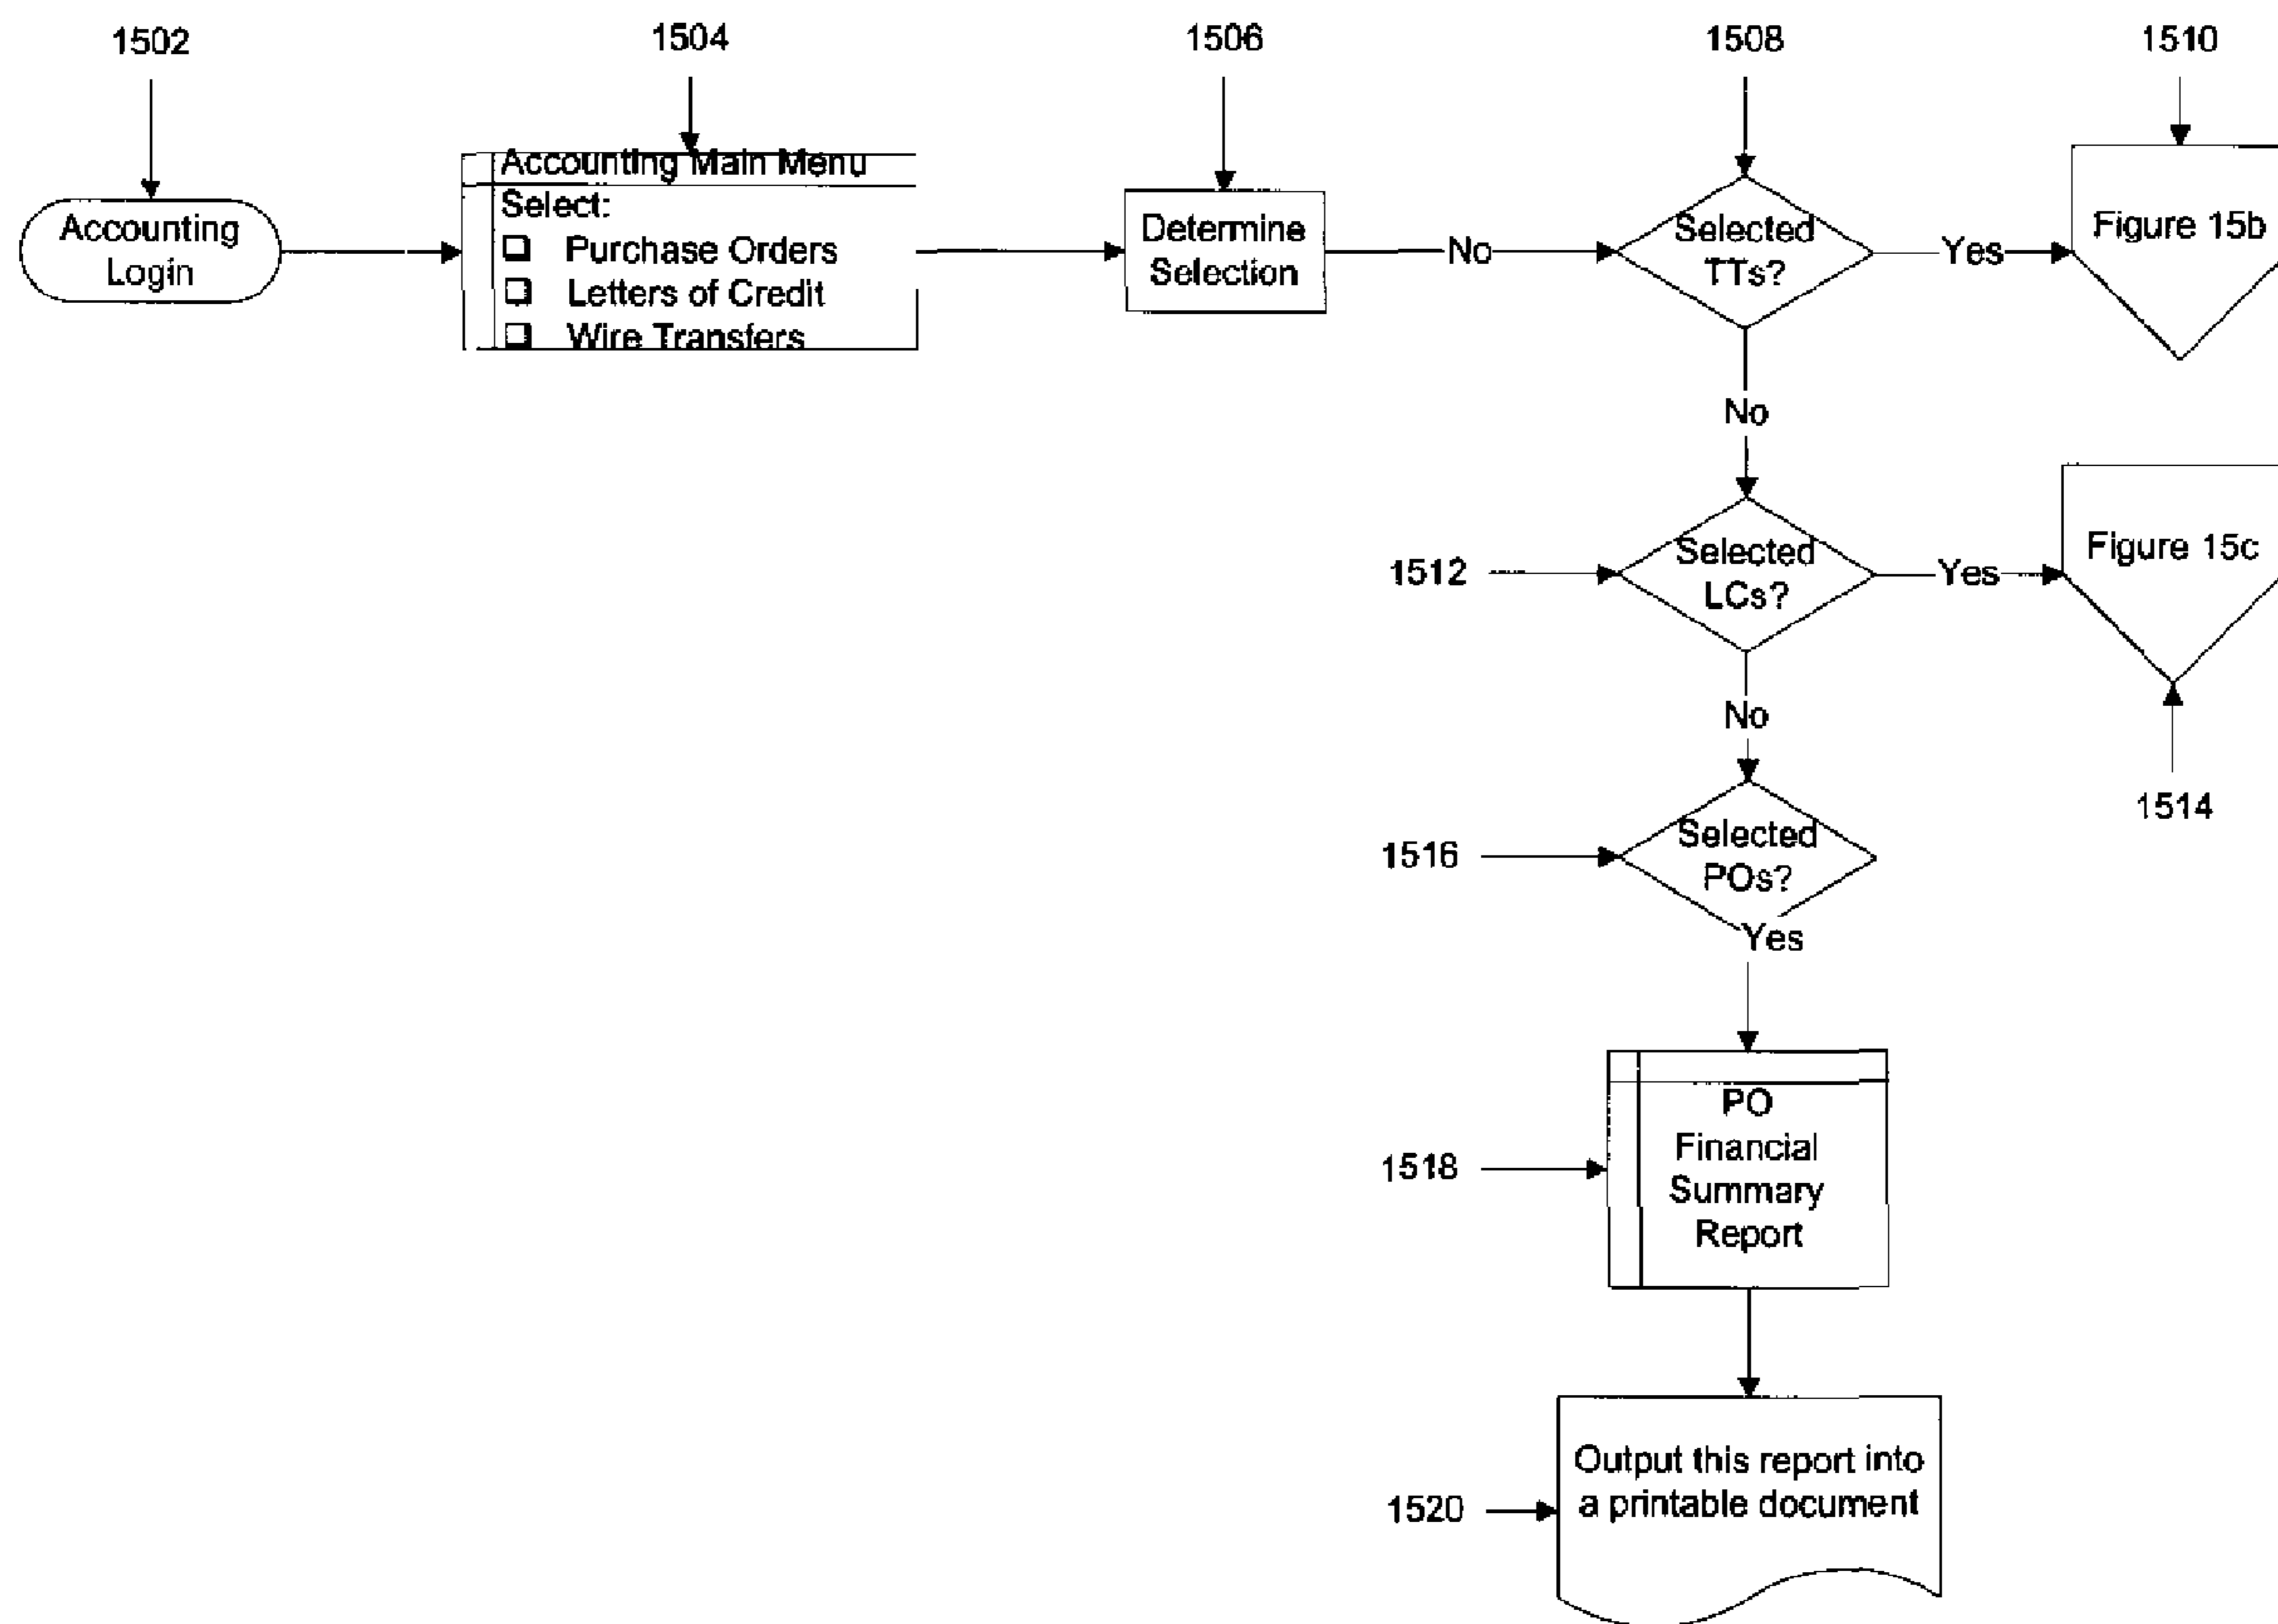 1502
1504
1506
1508
1510
Accounting
Login
Accounting Main Menu
Select:
Purchase Orders
Letters of Credit
Wire Transfers
Determine
Selection
No
Selected
TTs?
Yes
Figure 15b
No
1512
Selected
LCs?
Yes
Figure 15c
No
1514
1516
Selected
POs?
Yes
1518
PO
Financial
Summary
Report
1520
Output this report into
a printable document